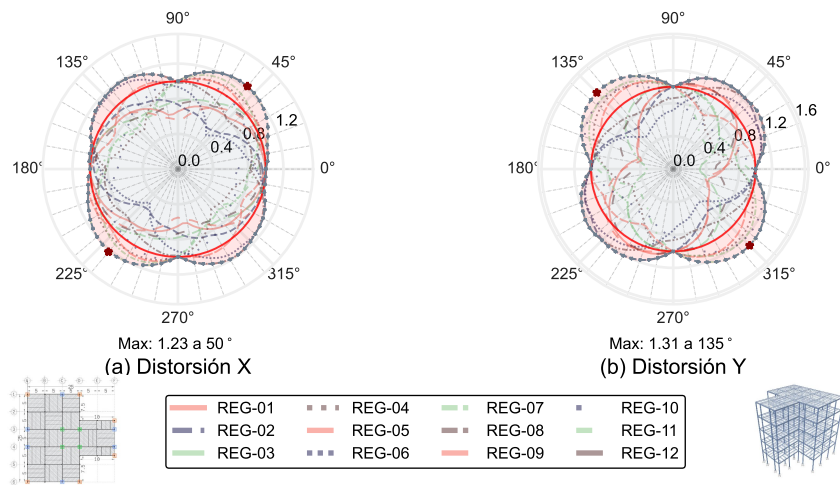 90° 90°
135° 45° 135° 45°
1.2 1.6
0.8 1.2
0.4 0.8
0.0 0.4
0.0
180° 0° 180° 0°
225° 315° 225° 315°
270° 270°
Max: 1.23 a 50° Max: 1.31 a 135°
(a) Distorsión X (b) Distorsión Y
REG-01 REG-04 REG-07 REG-10
REG-02 REG-05 REG-08 REG-11
REG-03 REG-06 REG-09 REG-12